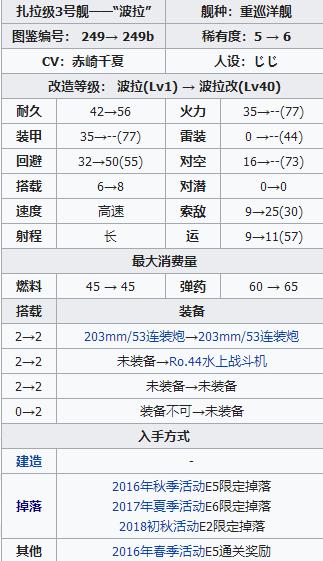 扎拉级3号舰——“波拉” 舰种：重巡洋舰
图鉴编号： 249→ 249b 稀有度：5 → 6
CV：赤崎千夏 人设：じじ
改造等级： 波拉(Lv1) → 波拉改(Lv40)
耐久 42→56 火力 35→--(77)
装甲 35→--(77) 雷装 0 →--(44)
回避 32→50(55) 对空 16→--(73)
搭载 6→8 对潜 0→0
速度 高速 索敌 9→25(30)
射程 长 运 9→11(57)
最大消费量
燃料 45 → 45 弹药 60 → 65
搭载 装备
2→2 203mm/53连装炮→203mm/53连装炮
2→2 未装备→Ro.44水上战斗机
2→2 未装备→未装备
0→2 装备不可→未装备
入手方式
建造 -
掉落 2016年秋季活动E5限定掉落
2017年夏季活动E6限定掉落
2018初秋活动E2限定掉落
其他 2016年春季活动E5通关奖励